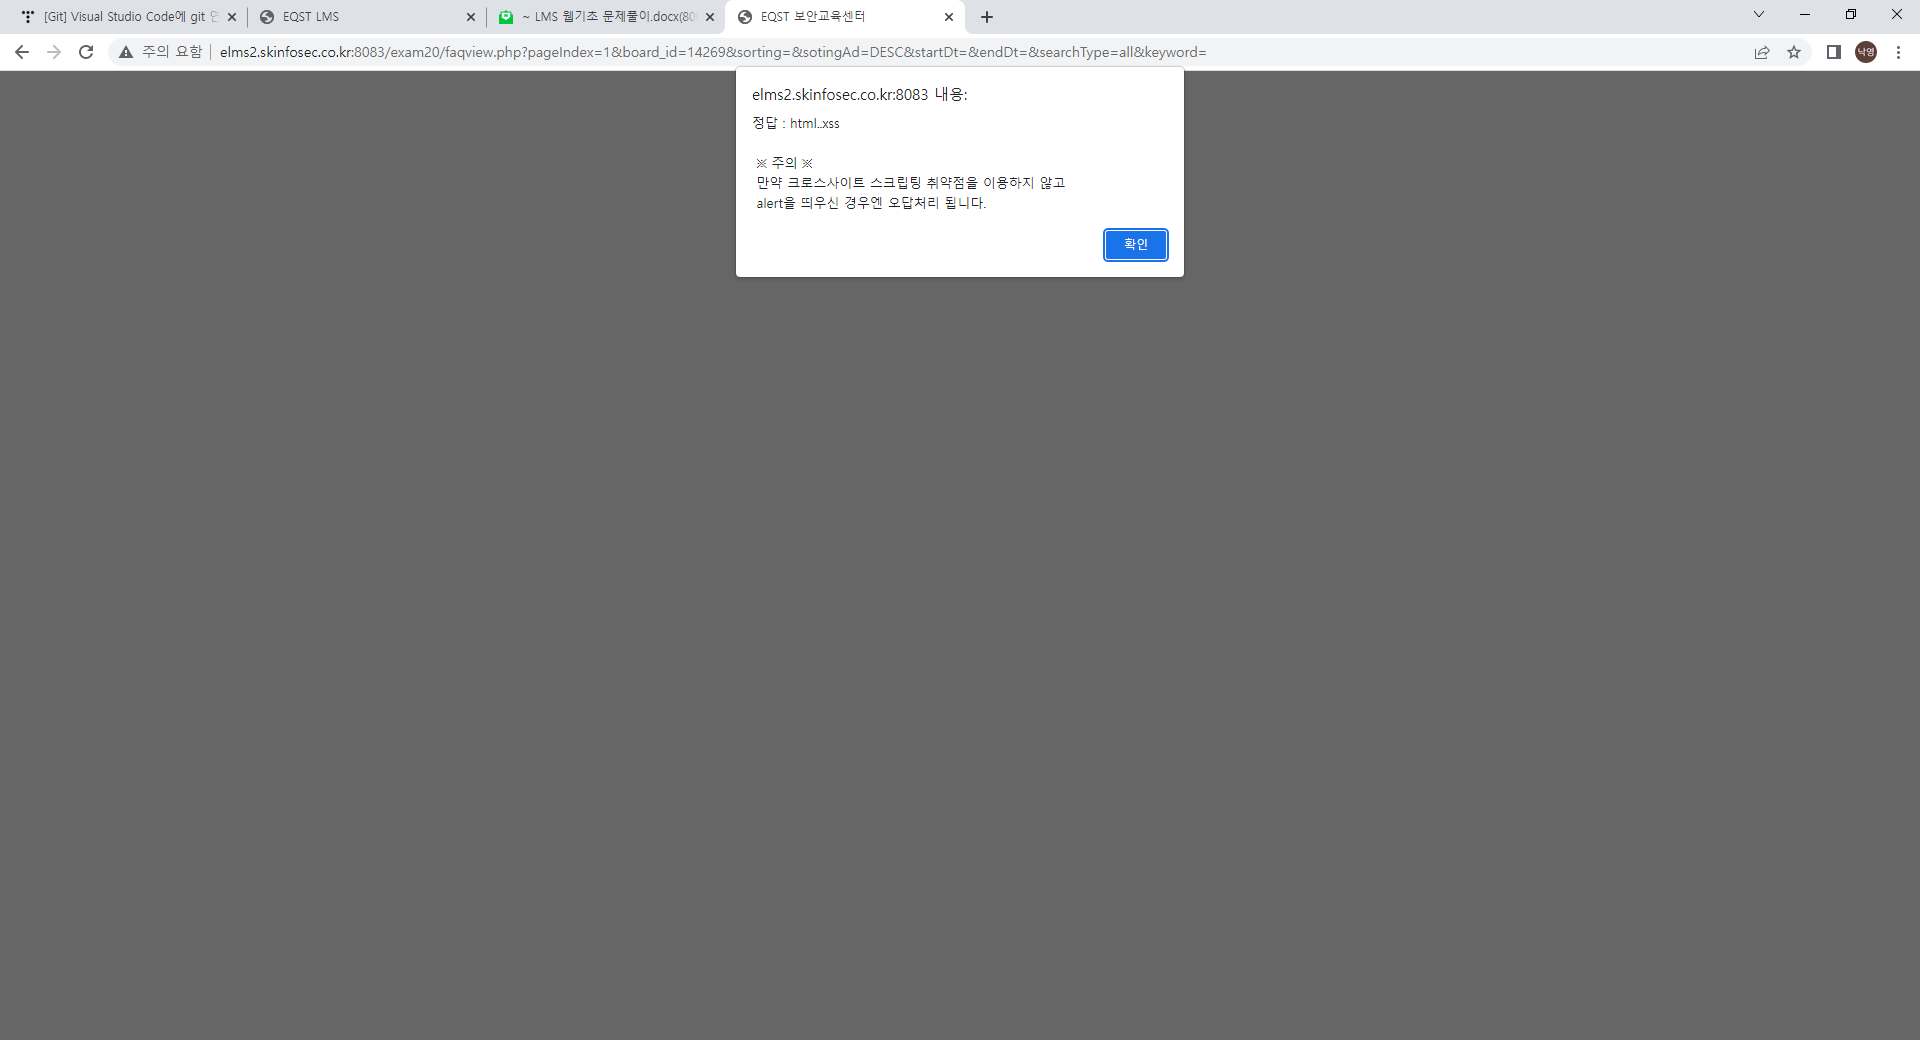 [Git] Visual Studio Code에 git 연
EQST LMS
~ LMS 웹기초 문제풀이.docx(80
EQST 보안교육센터
주의 요함
elms2.skinfosec.co.kr:8083/exam20/faqview.php?pageIndex=1&board_id=14269&sorting=&sotingAd=DESC&startDt=&endDt=&searchType=all&keyword=
낙영
elms2.skinfosec.co.kr:8083 내용:
정답 : html..xss
※ 주의 ※
만약 크로스사이트 스크립팅 취약점을 이용하지 않고
alert을 띄우신 경우엔 오답처리 됩니다.
확인